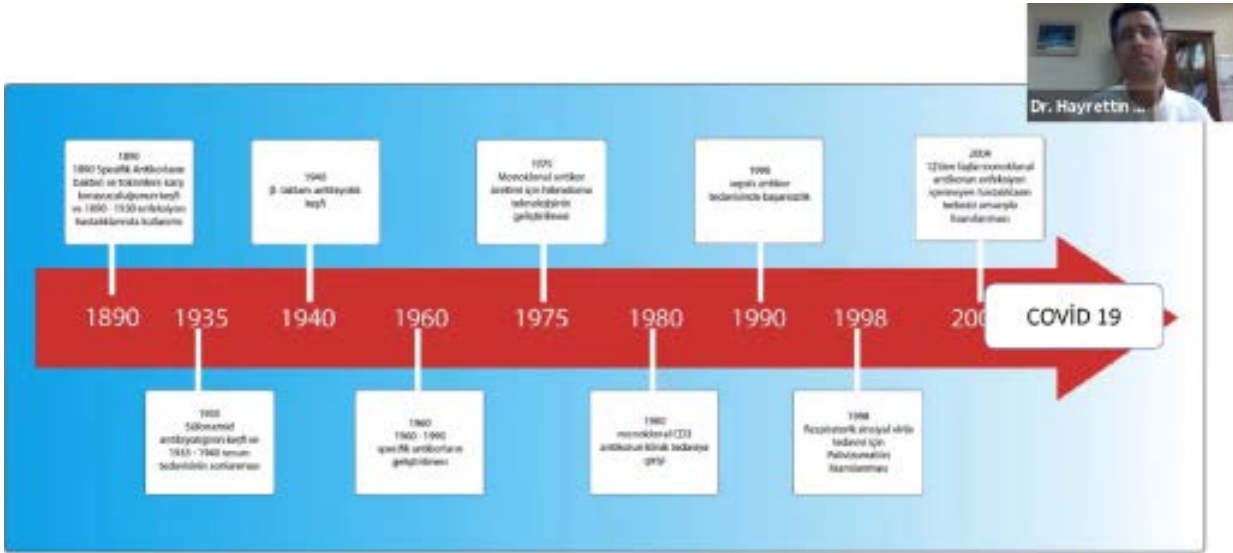 Dr. Hayrettin ...
1890
1890 Spesifik Antikorların
bakteri ve toksinlere karşı
koruyuculuğunun keşfi
ve 1890 - 1930 enfeksiyon
hastalıklarında kullanımı
1940
β- laktam antibiyotik
keşfi
1975
Monoklonal antikor
üretimi için hibridoma
teknolojisinin
geliştirilmesi
1990
sepsis antikor
tedavisinde başarısızlık
2004
12'den fazla monoklonal
antikorun enfeksiyon
içermeyen hastalıkların
tedavisi amacıyla
lisanslanması
1890
1935
1940
1960
1975
1980
1990
1998
200
COVİD 19
1935
Sülfonamid
antibiyotiğinin keşfi ve
1935 - 1940 serum
tedavisinin sonlanması
1960
1960 - 1990
spesifik antikorların
geliştirilmesi
1980
monoklonal CD3
antikorun klinik tedaviye
girişi
1998
Respiratorik sinsityal virüs
tedavisi için
Palivizumabin
lisanslanması